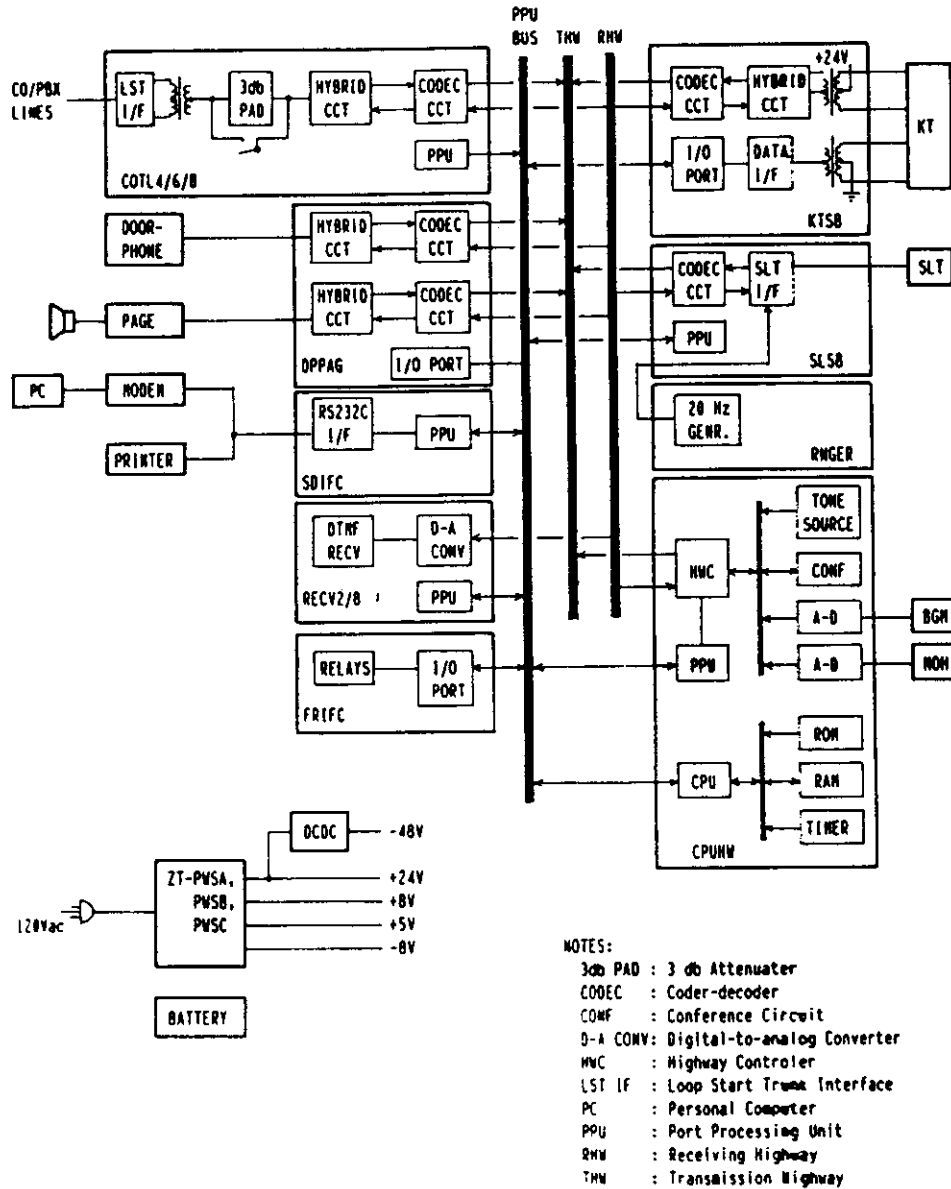 PPU
BUS THW RHW
CO/PBX
LINES
LST
I/F
3db
PAD
HYBRID
CCT
CODEC
CCT
PPU
COTL4/6/8
CODEC
CCT
HYBRID
CCT
+24V
KT
I/O
PORT
DATA
I/F
KTSB
DOOR-
PHONE
HYBRID
CCT
CODEC
CCT
PAGE
HYBRID
CCT
CODEC
CCT
I/O PORT
DPPAG
CODEC
CCT
SLT
I/F
SLT
PPU
SLSB
PC
MODEM
PRINTER
RS232C
I/F
PPU
SDIFC
20 Hz
GENR.
RNGER
DTMF
RECV
D-A
CONV
PPU
RECV2/8
RELAYS
I/O
PORT
FRIFC
HWC
PPW
TONE
SOURCE
CONF
A-D
BGM
A-D
MOH
CPU
ROM
RAM
TIMER
CPUHW
DCDC
-48V
ZT-PWSA,
PWSB,
PWSC
+24V
+8V
+5V
-8V
120Vac
BATTERY
NOTES:
3db PAD : 3 db Attenuater
CODEC : Coder-decoder
CONF : Conference Circuit
D-A CONV: Digital-to-analog Converter
HWC : Highway Controler
LST IF : Loop Start Trunk Interface
PC : Personal Computer
PPU : Port Processing Unit
RHW : Receiving Highway
THW : Transmission Highway